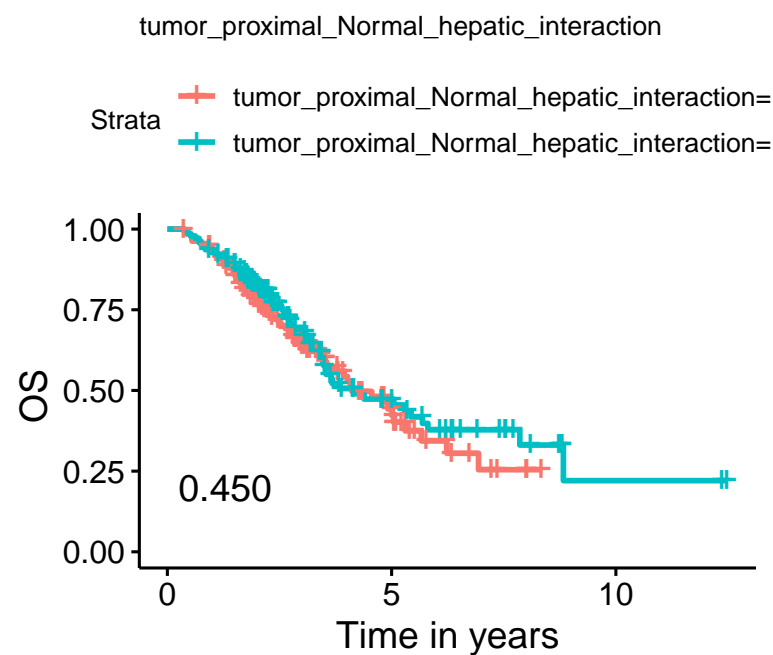 tumor_proximal_Normal_hepatic_interaction
Strata
tumor_proximal_Normal_hepatic_interaction=
tumor_proximal_Normal_hepatic_interaction=
OS
1.00
0.75
0.50
0.25
0.00
0.450
0 5 10
Time in years